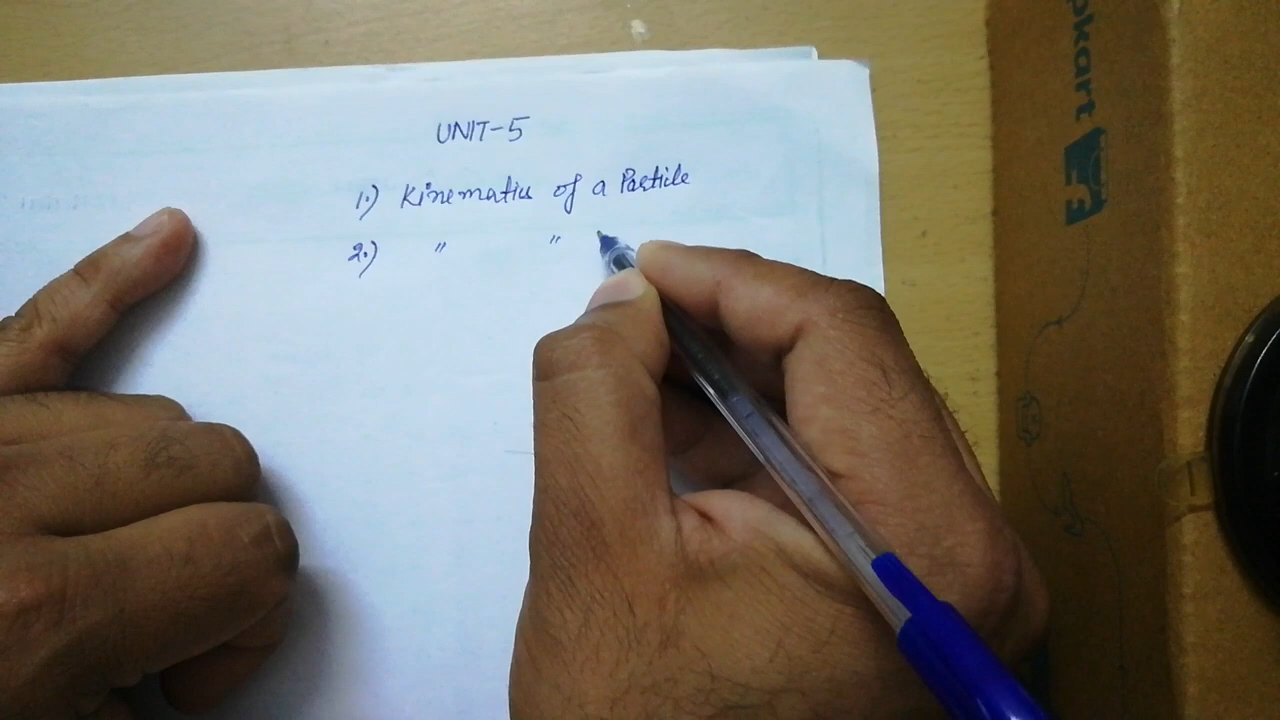 UNIT-5
1.) Kinematics of a Particle
2.) " "
pkart